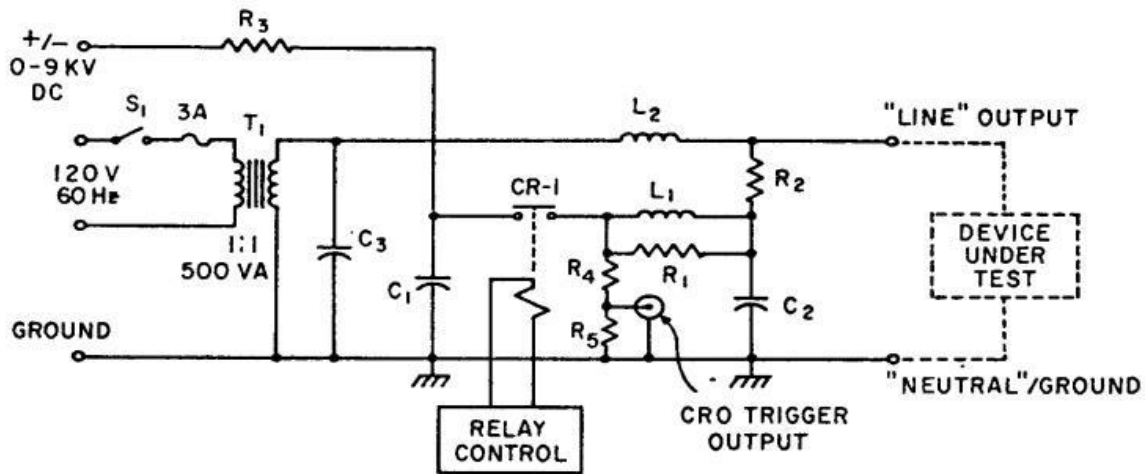 R3
+/-
0-9 KV
DC
S1
3A
T1
L2
"LINE" OUTPUT
120 V
60 Hz
CR-1
L1
R2
1:1
500 VA
C3
C1
R4
R1
C2
DEVICE
UNDER
TEST
R5
GROUND
"NEUTRAL"/GROUND
RELAY
CONTROL
CRO TRIGGER
OUTPUT